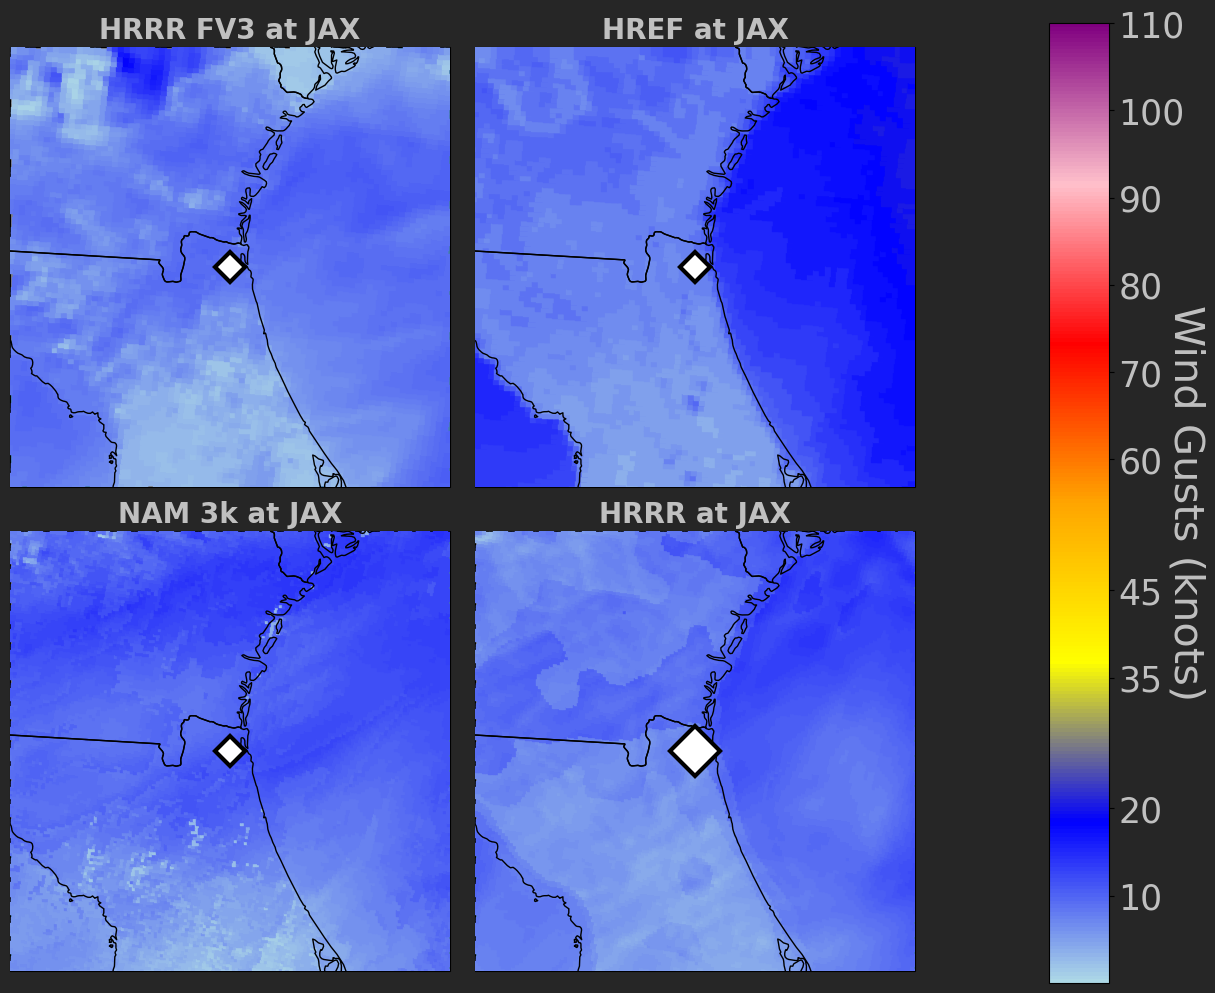 HRRR FV3 at JAX
HREF at JAX
NAM 3k at JAX
HRRR at JAX
110
100
90
80
70
60
45
35
20
10
Wind Gusts (knots)